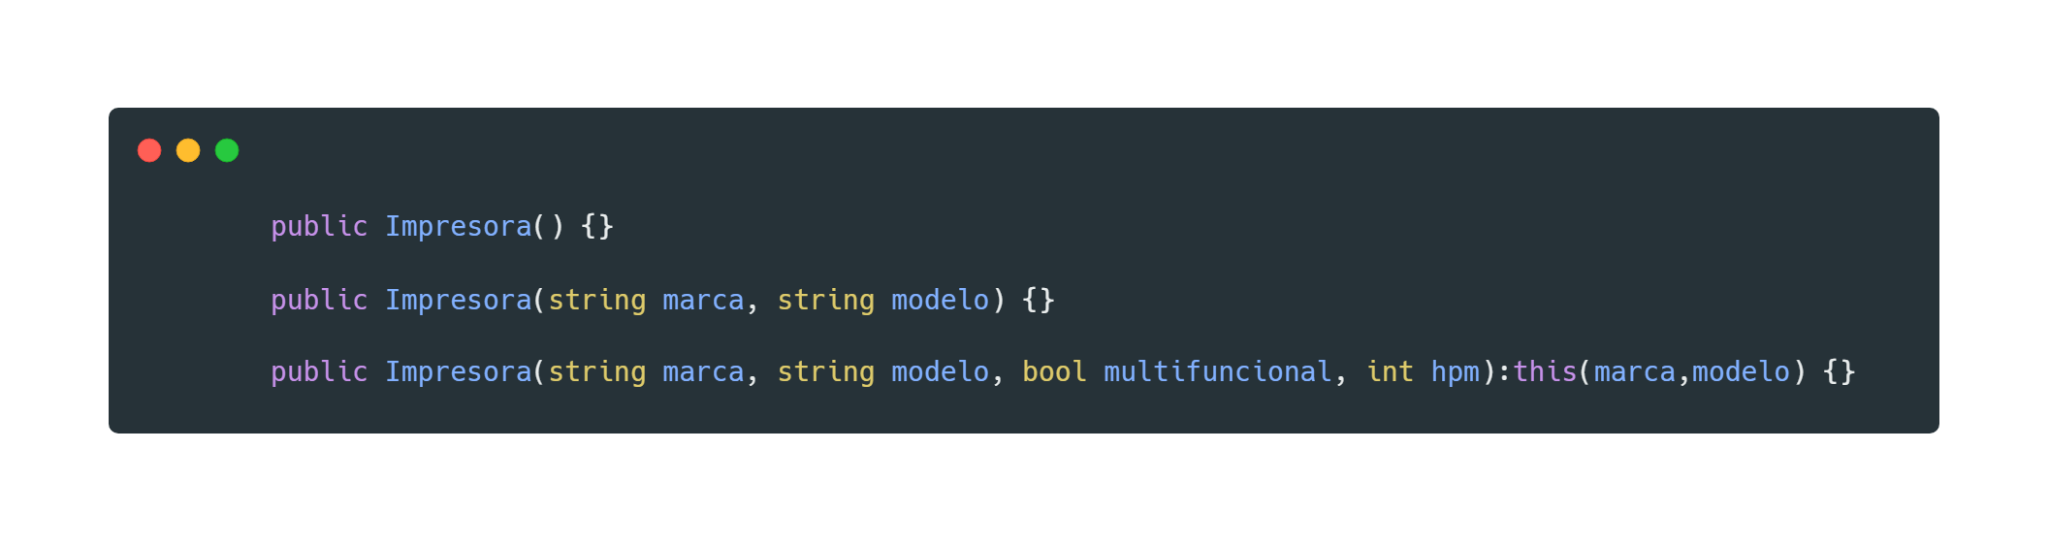 public Impresora() {}
public Impresora(string marca, string modelo) {}
public Impresora(string marca, string modelo, bool multifuncional, int hpm):this(marca,modelo) {}